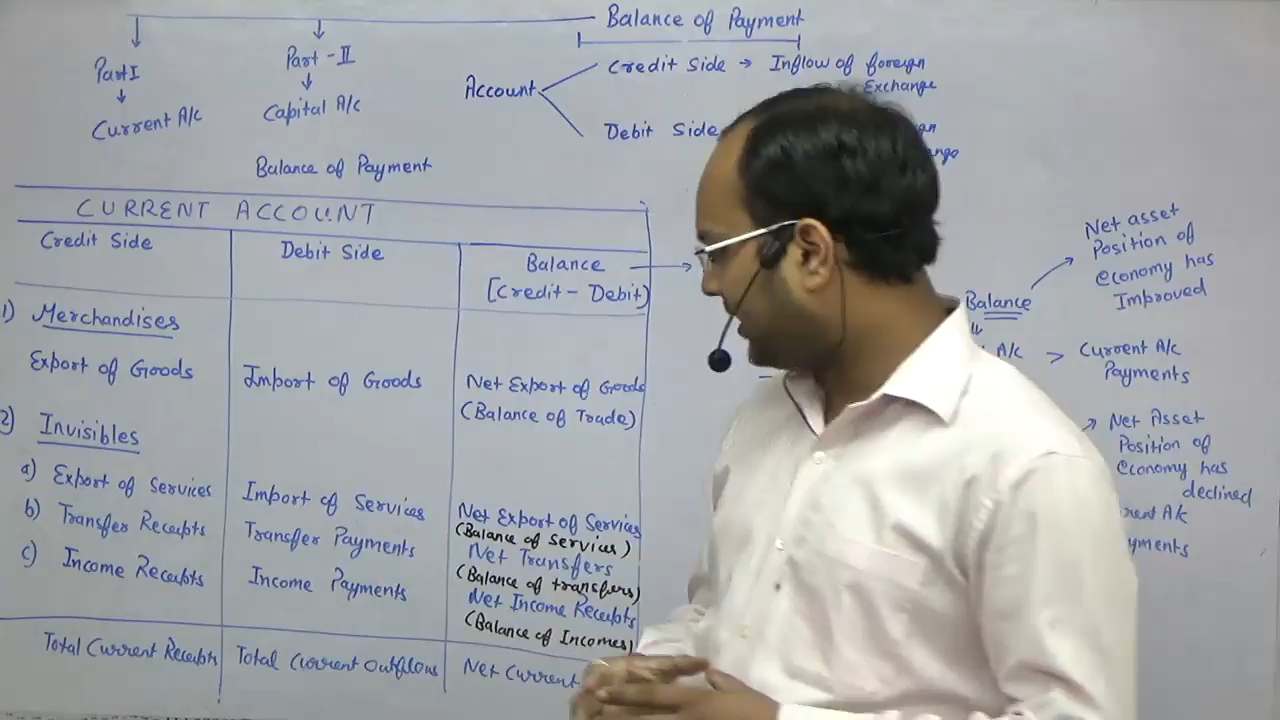 Balance of Payment
Part I
Part - II
Current A/c
Capital A/c
Account
Credit Side → Inflow of foreign
Exchange
Debit Side
Balance of Payment
CURRENT ACCOUNT
Credit Side
Debit Side
Balance
[Credit - Debit]
1) Merchandises
Export of Goods
Import of Goods
Net Export of Goods
(Balance of Trade)
2) Invisibles
a) Export of Services
Import of Services
Net Export of Services
(Balance of Services)
b) Transfer Receipts
Transfer Payments
Net Transfers
(Balance of transfers)
c) Income Receipts
Income Payments
Net Income Receipts
(Balance of Incomes)
Total Current Receipts
Total Current Outflows
Net Current
Net asset
Position of
economy has
Improved
Balance
A/c > Current A/c
Payments
Net Asset
Position of
economy has
declined